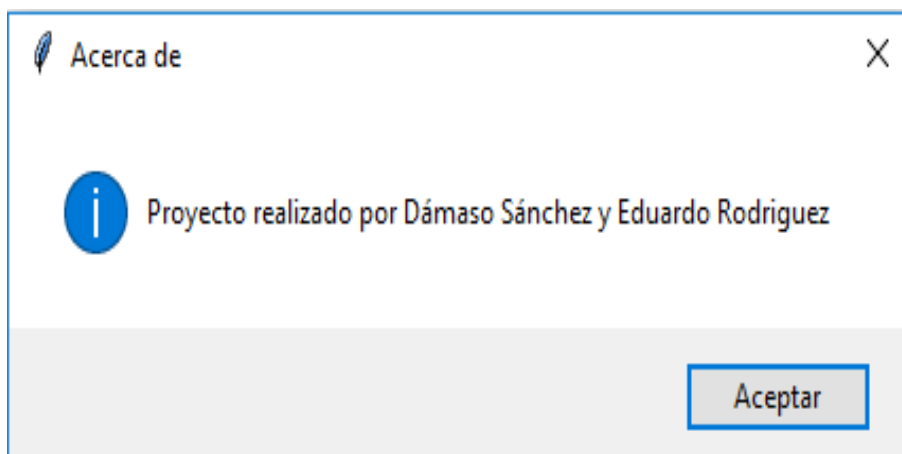 Acerca de
Proyecto realizado por Dámaso Sánchez y Eduardo Rodriguez
Aceptar